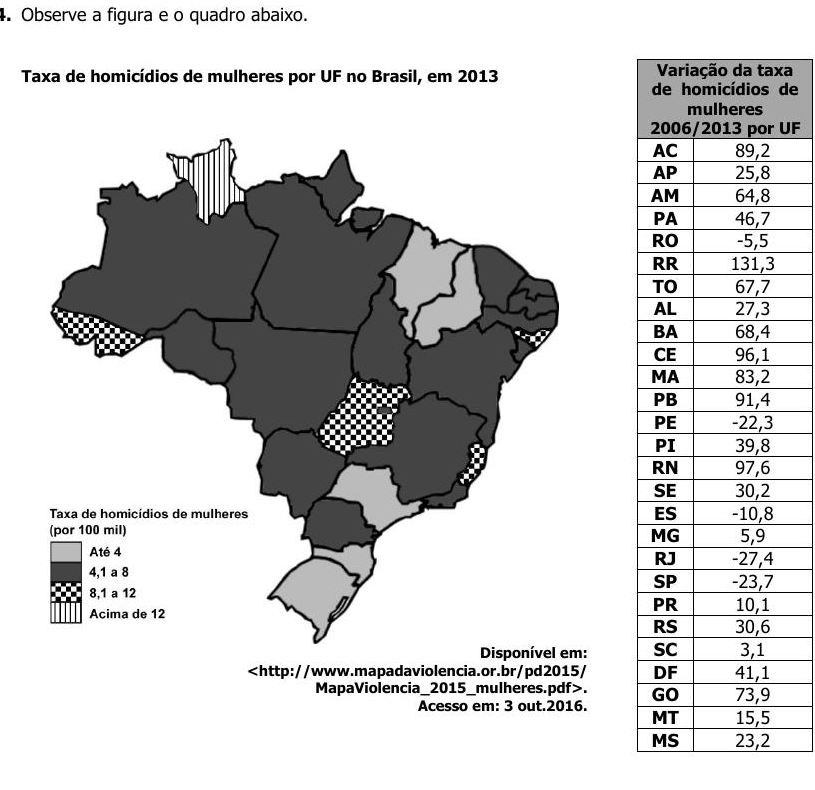 4. Observe a figura e o quadro abaixo.
Taxa de homicídios de mulheres por UF no Brasil, em 2013
Taxa de homicídios de mulheres
(por 100 mil)
Até 4
4,1 a 8
8,1 a 12
Acima de 12
Disponível em:
<http://www.mapadaviolencia.or.br/pd2015/
MapaViolencia_2015_mulheres.pdf>.
Acesso em: 3 out.2016.
Variação da taxa
de homicídios de
mulheres
2006/2013 por UF
AC 89,2
AP 25,8
AM 64,8
PA 46,7
RO -5,5
RR 131,3
TO 67,7
AL 27,3
BA 68,4
CE 96,1
MA 83,2
PB 91,4
PE -22,3
PI 39,8
RN 97,6
SE 30,2
ES -10,8
MG 5,9
RJ -27,4
SP -23,7
PR 10,1
RS 30,6
SC 3,1
DF 41,1
GO 73,9
MT 15,5
MS 23,2